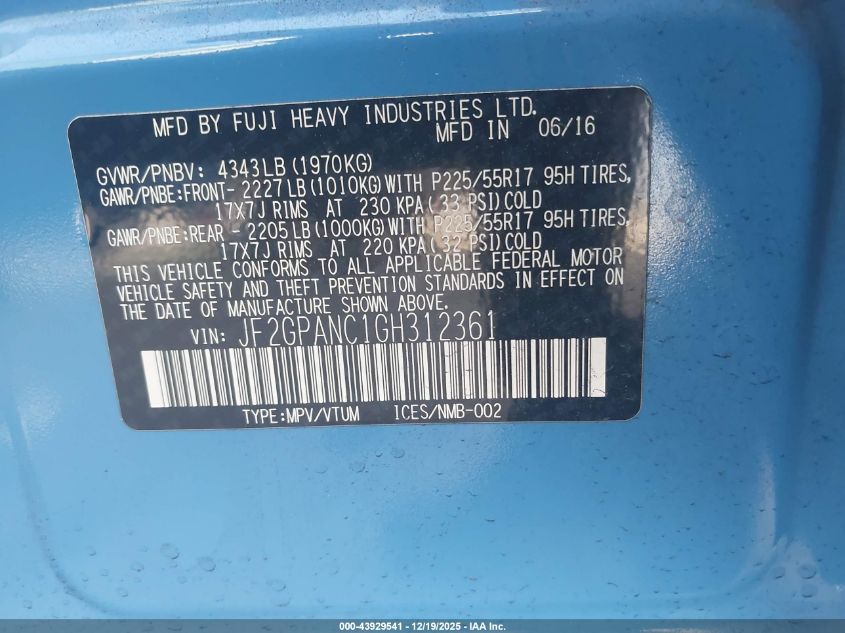 MFD BY FUJI HEAVY INDUSTRIES LTD.
MFD IN 06/16
GVWR/PNBV: 4343LB(1970KG)
GAWR/PNBE:FRONT- 2227LB(1010KG)WITH P225/55R17 95H TIRES,
17X7J RIMS AT 230 KPA(33 PSI)COLD
GAWR/PNBE:REAR - 2205LB(1000KG)WITH P225/55R17 95H TIRES,
17X7J RIMS AT 220 KPA(32 PSI)COLD
THIS VEHICLE CONFORMS TO ALL APPLICABLE FEDERAL MOTOR
VEHICLE SAFETY AND THEFT PREVENTION STANDARDS IN EFFECT ON
THE DATE OF MANUFACTURE SHOWN ABOVE.
VIN: JF2GPANC1GH312361
TYPE:MPV/VTUM ICES/NMB-002
000-43929541 - 12/19/2025 - IAA Inc.